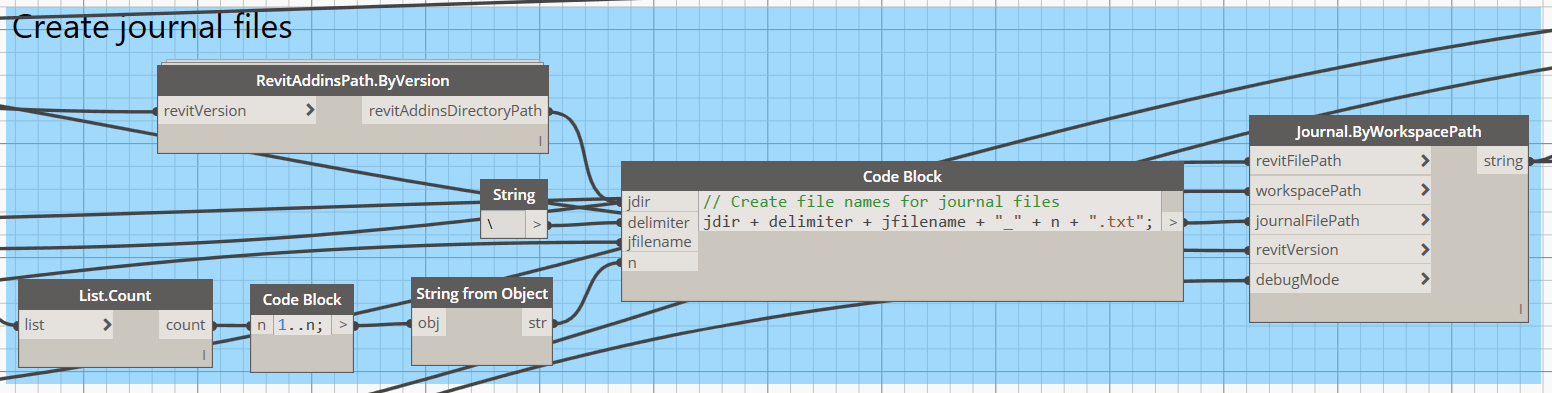 Create journal files
RevitAddinsPath.ByVersion
revitVersion > revitAddinsDirectoryPath
l
String
\ >
Code Block
jdir
delimiter
jfilename
n
// Create file names for journal files
jdir + delimiter + jfilename + "_" + n + ".txt"; >
List.Count
list > count
l
Code Block
n 1..n; >
String from Object
obj str
Journal.ByWorkspacePath
revitFilePath > string
workspacePath >
journalFilePath >
revitVersion >
debugMode >
l